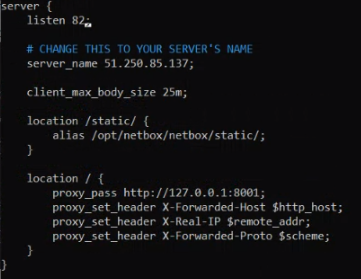 server {
    listen 82;

    # CHANGE THIS TO YOUR SERVER'S NAME
    server_name 51.250.85.137;

    client_max_body_size 25m;

    location /static/ {
        alias /opt/netbox/netbox/static/;
    }

    location / {
        proxy_pass http://127.0.0.1:8001;
        proxy_set_header X-Forwarded-Host $http_host;
        proxy_set_header X-Real-IP $remote_addr;
        proxy_set_header X-Forwarded-Proto $scheme;
    }
}